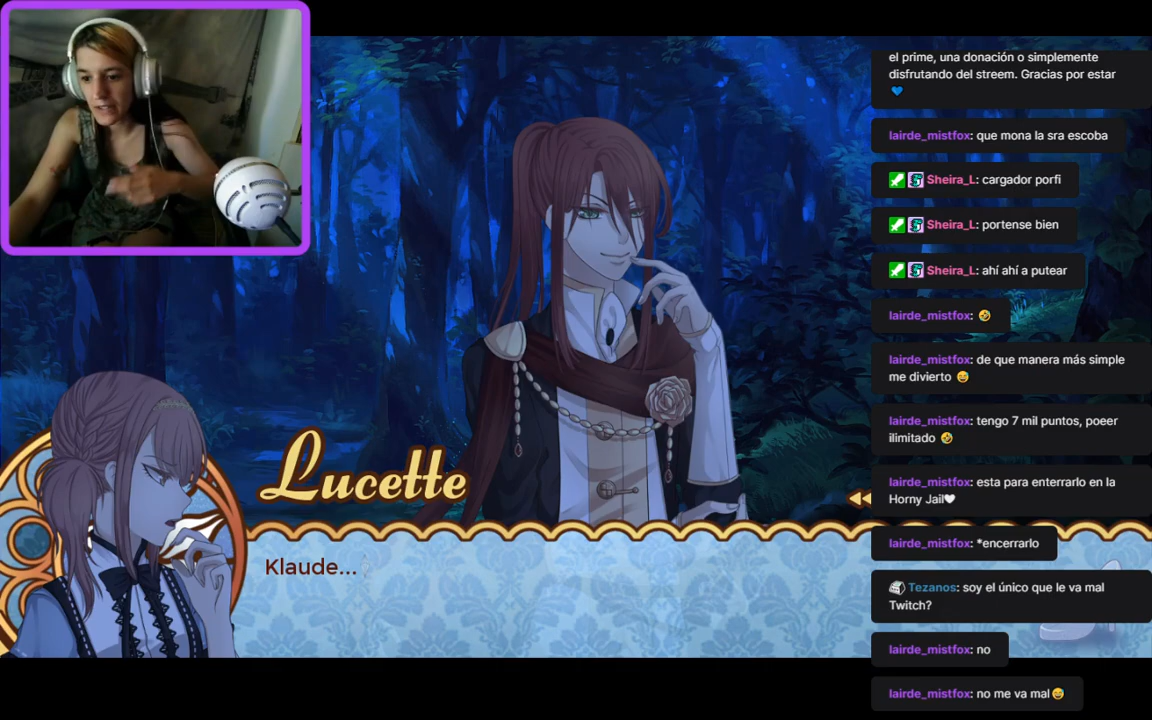 el prime, una donación o simplemente
disfrutando del streem. Gracias por estar
💙
lairde_mistfox: que mona la sra escoba
Sheira_L: cargador porfi
Sheira_L: portense bien
Sheira_L: ahí ahí a putear
lairde_mistfox: 🤣
lairde_mistfox: de que manera más simple
me divierto 😅
lairde_mistfox: tengo 7 mil puntos, poeer
ilimitado 🤣
lairde_mistfox: esta para enterrarlo en la
Horny Jail🤍
lairde_mistfox: *encerrarlo
Tezanos: soy el único que le va mal
Twitch?
lairde_mistfox: no
lairde_mistfox: no me va mal😅
Lucette
Klaude...